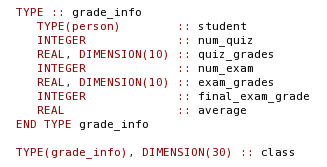 TYPE :: grade_info
   TYPE(person)        :: student
   INTEGER             :: num_quiz
   REAL, DIMENSION(10) :: quiz_grades
   INTEGER             :: num_exam
   REAL, DIMENSION(10) :: exam_grades
   INTEGER             :: final_exam_grade
   REAL                :: average
END TYPE grade_info

TYPE(grade_info), DIMENSION(30) :: class